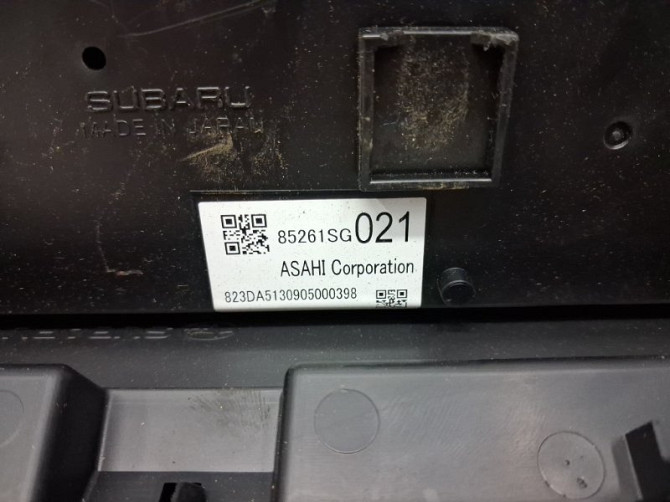 SUBARU
MADE IN JAPAN
85261SG021
ASAHI Corporation
823DA5130905000398